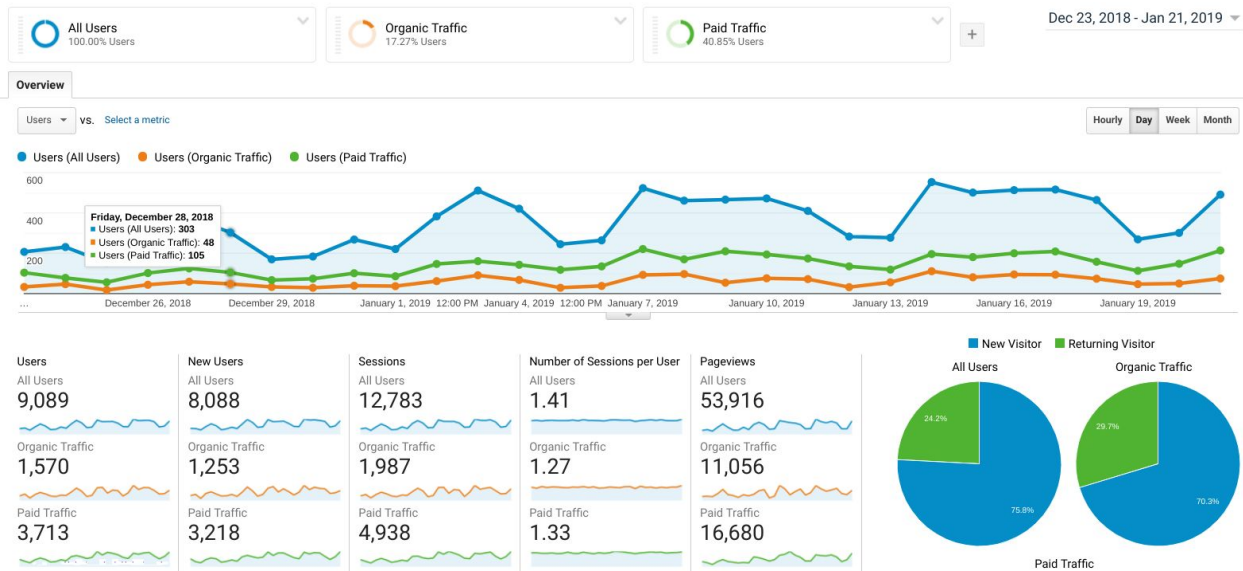 All Users
100.00% Users
Organic Traffic
17.27% Users
Paid Traffic
40.85% Users
+
Dec 23, 2018 - Jan 21, 2019
Overview
Users VS. Select a metric
Hourly Day Week Month
Users (All Users) Users (Organic Traffic) Users (Paid Traffic)
600
400
200
Friday, December 28, 2018
Users (All Users): 303
Users (Organic Traffic): 48
Users (Paid Traffic): 105
... December 26, 2018 December 29, 2018 January 1, 2019 12:00 PM January 4, 2019 12:00 PM January 7, 2019 January 10, 2019 January 13, 2019 January 16, 2019 January 19, 2019
Users
All Users
9,089
Organic Traffic
1,570
Paid Traffic
3,713
New Users
All Users
8,088
Organic Traffic
1,253
Paid Traffic
3,218
Sessions
All Users
12,783
Organic Traffic
1,987
Paid Traffic
4,938
Number of Sessions per User
All Users
1.41
Organic Traffic
1.27
Paid Traffic
1.33
Pageviews
All Users
53,916
Organic Traffic
11,056
Paid Traffic
16,680
New Visitor Returning Visitor
All Users
24.2%
75.8%
Organic Traffic
29.7%
70.3%
Paid Traffic